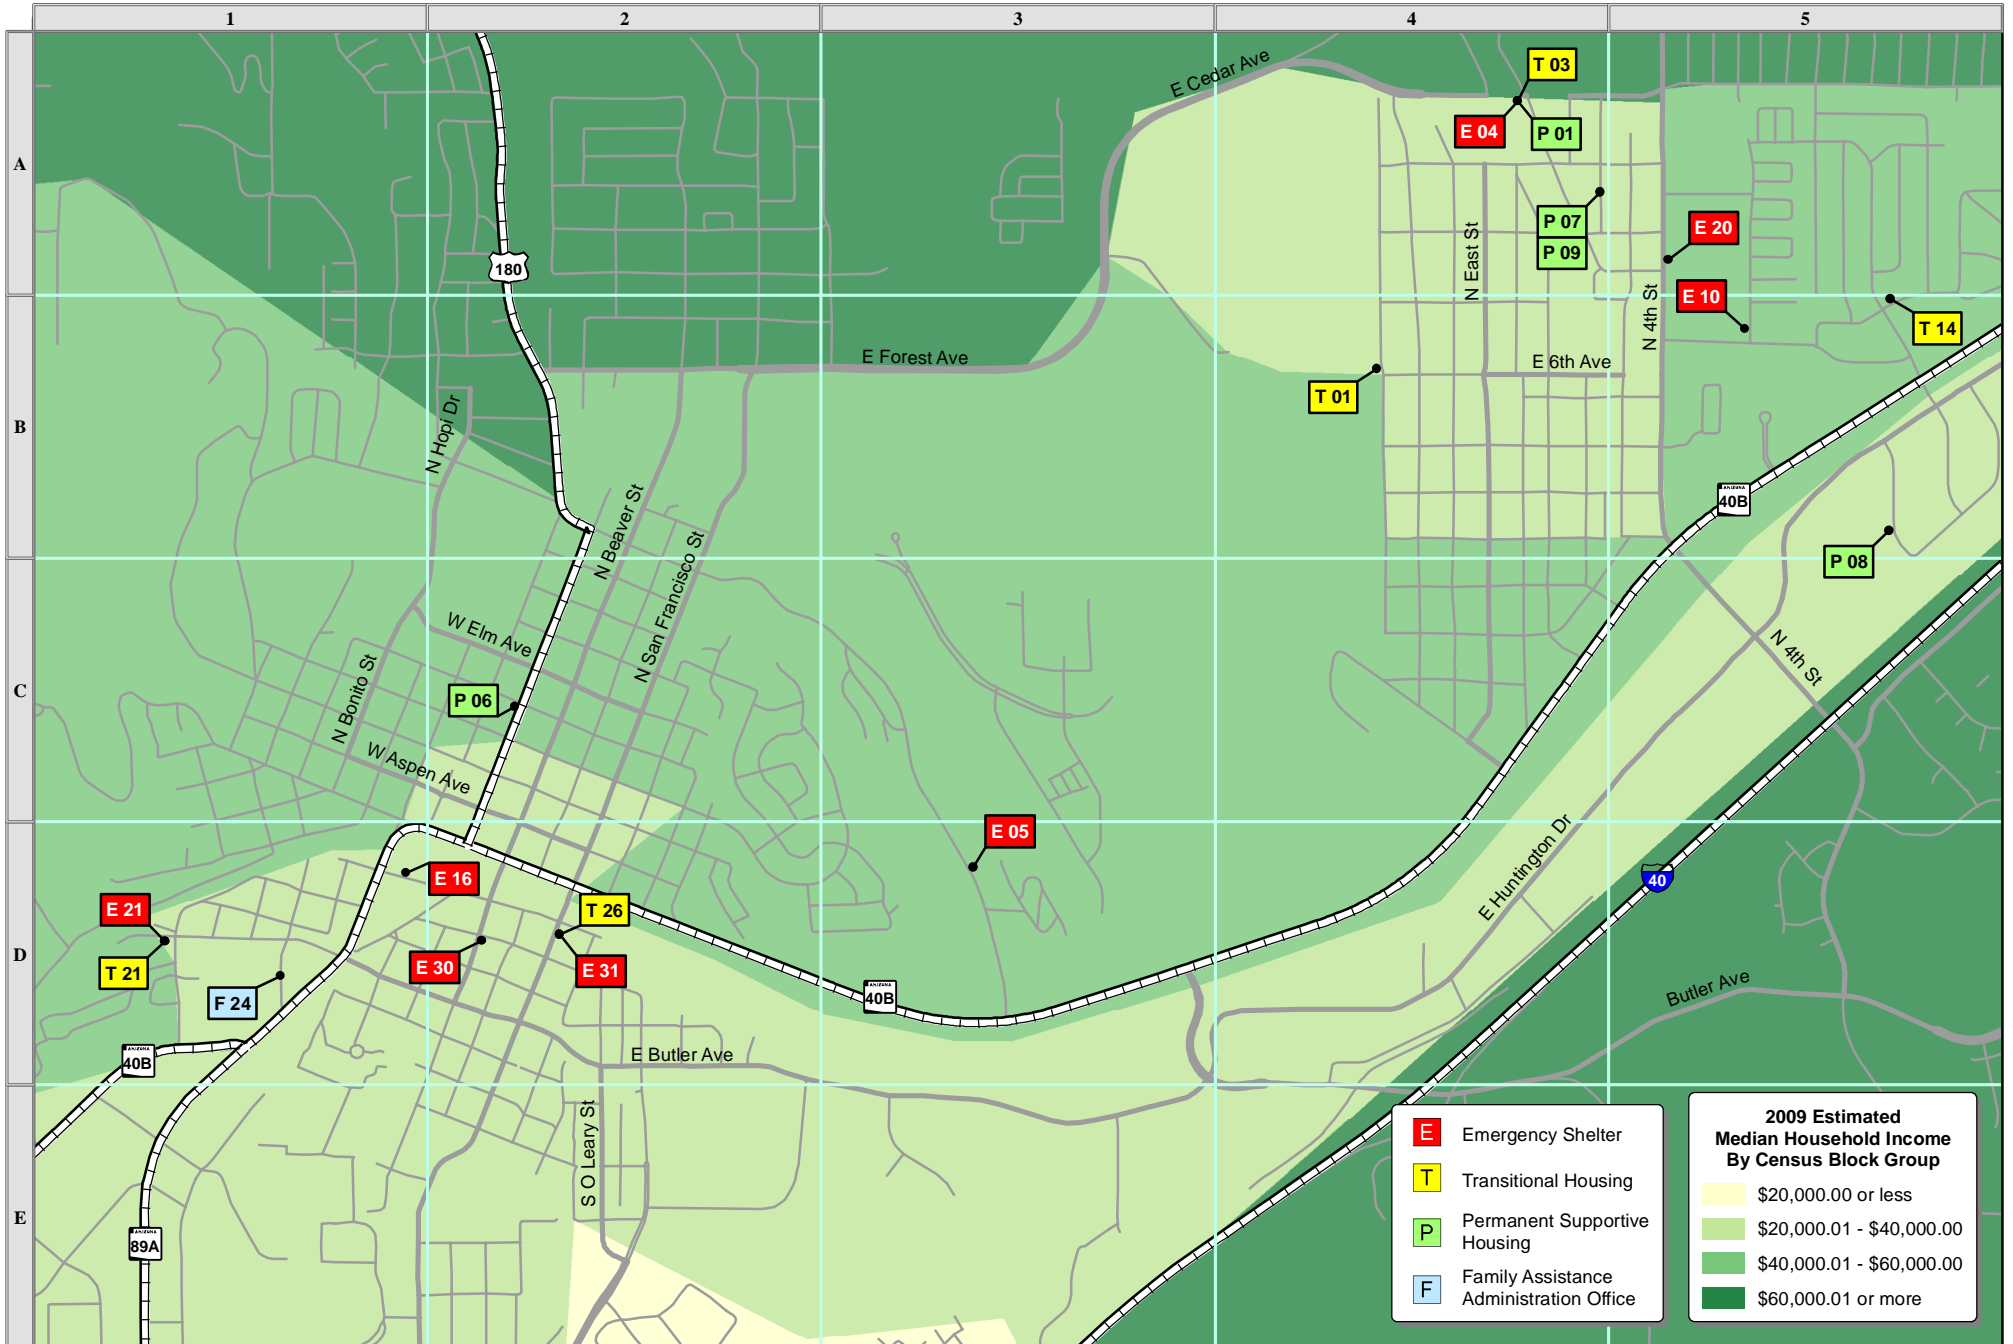 1
2
3
4
5
A
B
C
D
E
E Cedar Ave
T 03
E 04
P 01
P 07
P 09
N East St
E 20
180
E 10
N 4th St
T 14
E Forest Ave
E 6th Ave
T 01
N Hopi Dr
ARIZONA
40B
N Beaver St
N San Francisco St
P 08
W Elm Ave
N 4th St
N Bonito St
P 06
W Aspen Ave
E 05
E Huntington Dr
40
E 16
E 21
T 26
T 21
E 30
E 31
F 24
ARIZONA
40B
Butler Ave
ARIZONA
40B
E Butler Ave
S O Leary St
ARIZONA
89A
E Emergency Shelter
T Transitional Housing
P Permanent Supportive
Housing
F Family Assistance
Administration Office
2009 Estimated
Median Household Income
By Census Block Group
$20,000.00 or less
$20,000.01 - $40,000.00
$40,000.01 - $60,000.00
$60,000.01 or more